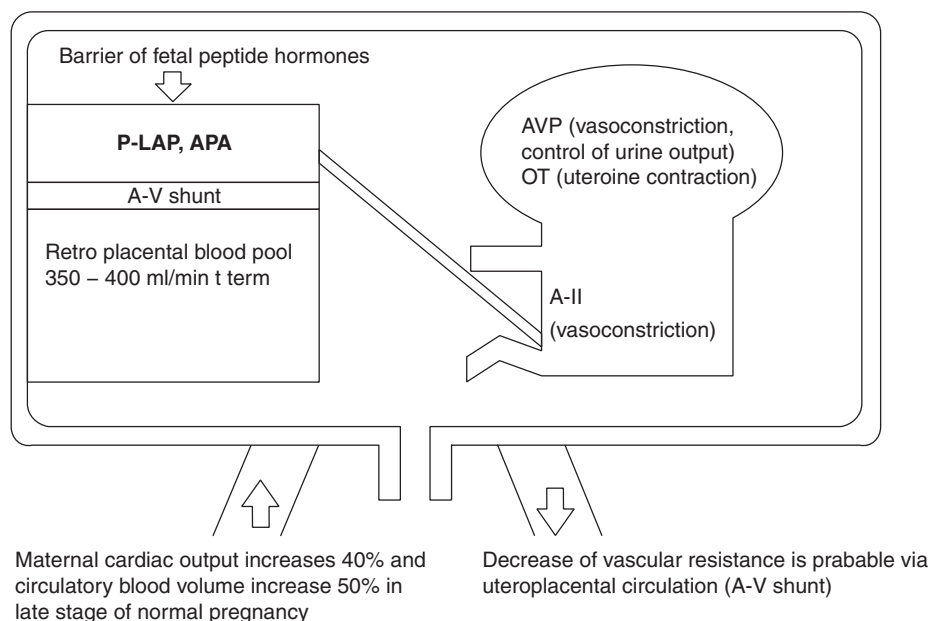 Barrier of fetal peptide hormones
P-LAP, APA
A-V shunt
Retro placental blood pool
350 – 400 ml/min t term
AVP (vasoconstriction,
control of urine output)
OT (uteroine contraction)
A-II
(vasoconstriction)
Maternal cardiac output increases 40% and
circulatory blood volume increase 50% in
late stage of normal pregnancy
Decrease of vascular resistance is prabable via
uteroplacental circulation (A-V shunt)